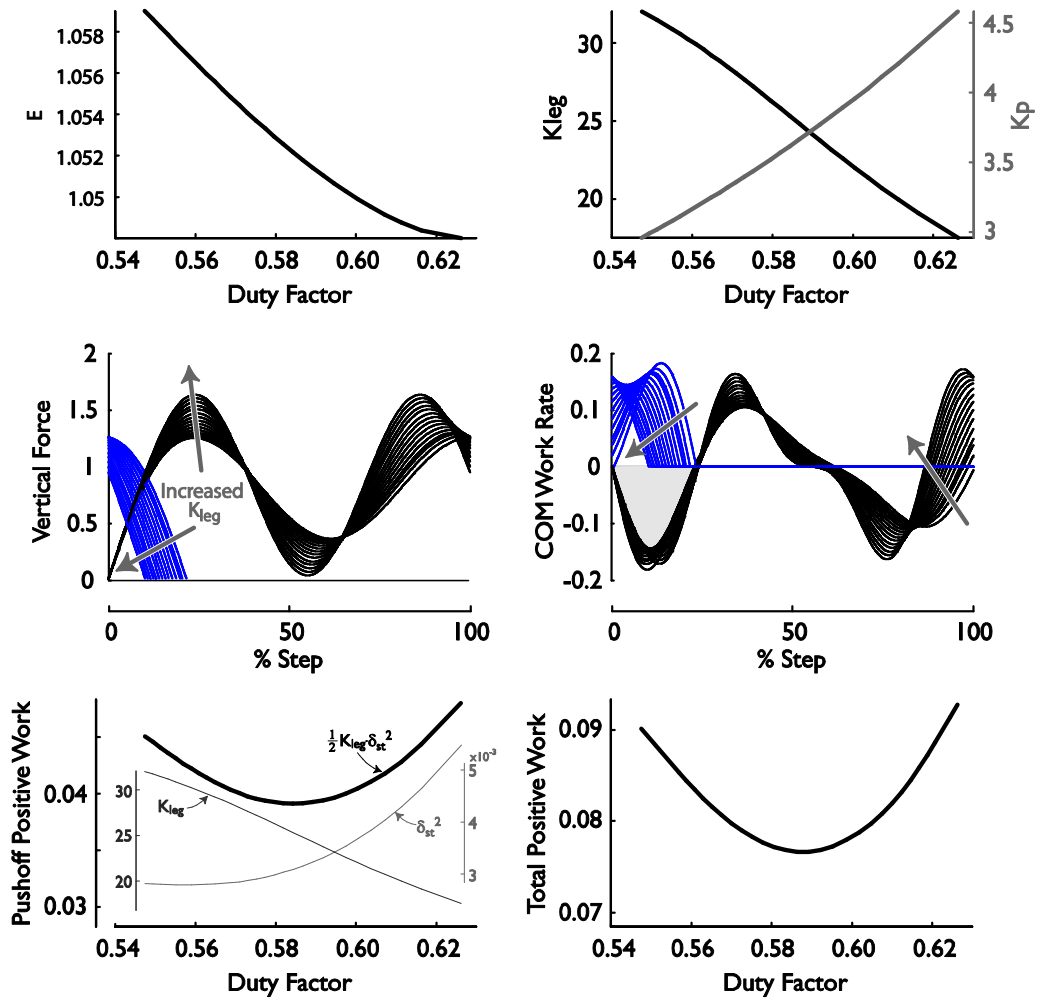 1.058
1.056
1.054
1.052
1.05
E
0.54 0.56 0.58 0.60 0.62
Duty Factor
30
25
20
Kleg
4.5
4
3.5
3
Kp
0.54 0.56 0.58 0.60 0.62
Duty Factor
2
1.5
1
0.5
0
Vertical Force
Increased
Kleg
0 50 100
% Step
0.2
0.1
0
-0.1
-0.2
COM Work Rate
0 50 100
% Step
0.04
0.03
Pushoff Positive Work
½Kleg·δst²
30
25
20
Kleg
x10⁻³
5
4
3
δst²
0.54 0.56 0.58 0.60 0.62
Duty Factor
0.09
0.08
0.07
Total Positive Work
0.54 0.56 0.58 0.60 0.62
Duty Factor